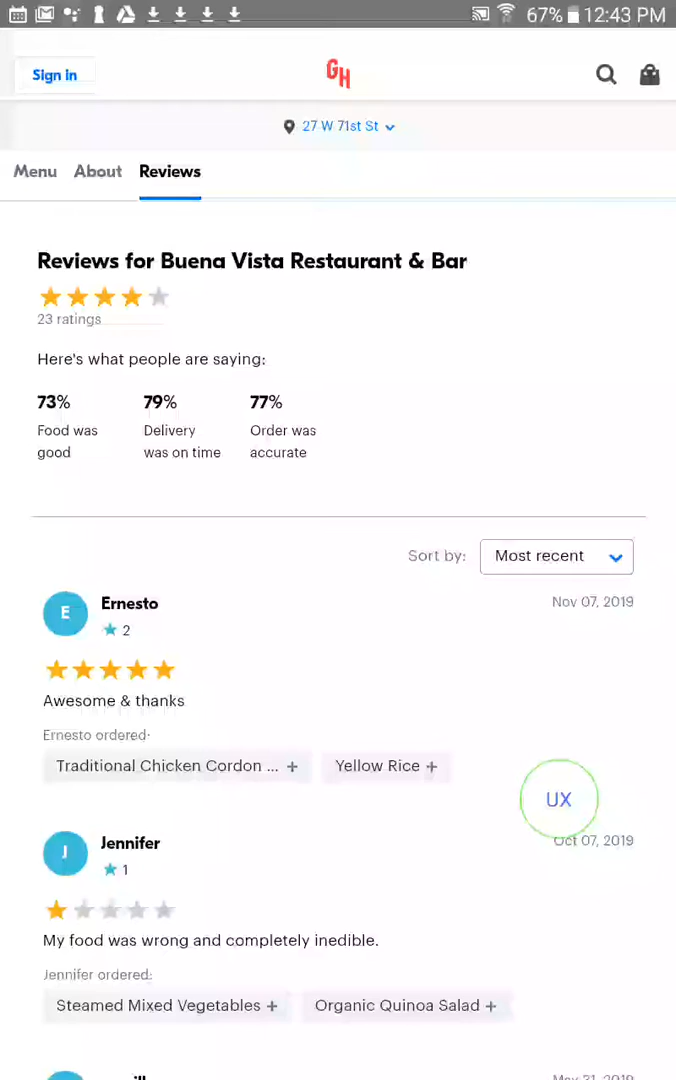 67% 12:43 PM
Sign in
GH
27 W 71st St
Menu About Reviews
Reviews for Buena Vista Restaurant & Bar
23 ratings
Here's what people are saying:
73% 79% 77%
Food was Delivery Order was
good was on time accurate
Sort by: Most recent
E Ernesto Nov 07, 2019
2
Awesome & thanks
Ernesto ordered:
Traditional Chicken Cordon ... + Yellow Rice +
UX
J Jennifer Oct 07, 2019
1
My food was wrong and completely inedible.
Jennifer ordered:
Steamed Mixed Vegetables + Organic Quinoa Salad +